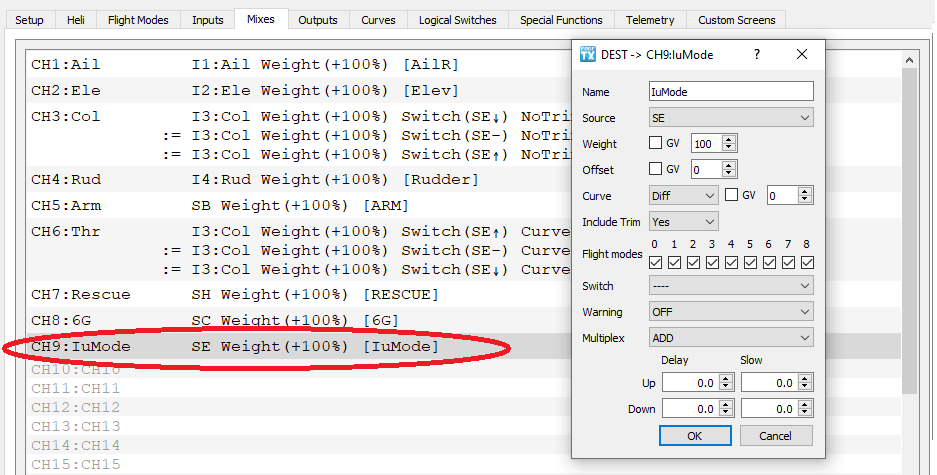 Setup Heli Flight Modes Inputs Mixes Outputs Curves Logical Switches Special Functions Telemetry Custom Screens
CH1:Ail I1:Ail Weight(+100%) [AilR]
CH2:Ele I2:Ele Weight(+100%) [Elev]
CH3:Col I3:Col Weight(+100%) Switch(SE↓) NoTri
:= I3:Col Weight(+100%) Switch(SE-) NoTri
:= I3:Col Weight(+100%) Switch(SE↑) NoTri
CH4:Rud I4:Rud Weight(+100%) [Rudder]
CH5:Arm SB Weight(+100%) [ARM]
CH6:Thr I3:Col Weight(+100%) Switch(SE↑) Curve
:= I3:Col Weight(+100%) Switch(SE-) Curve
:= I3:Col Weight(+100%) Switch(SE↓) Curve
CH7:Rescue SH Weight(+100%) [RESCUE]
CH8:6G SC Weight(+100%) [6G]
CH9:IuMode SE Weight(+100%) [IuMode]
CH10:CH10
CH11:CH11
CH12:CH12
CH13:CH13
CH14:CH14
CH15:CH15
TX DEST -> CH9:IuMode ?
Name IuMode
Source SE
Weight GV 100
Offset GV 0
Curve Diff GV 0
Include Trim Yes
0 1 2 3 4 5 6 7 8
Flight modes
Switch ----
Warning OFF
Multiplex ADD
Delay Slow
Up 0.0 0.0
Down 0.0 0.0
OK Cancel